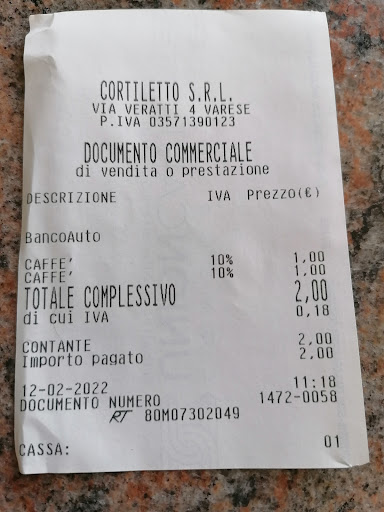 CORTILETTO S.R.L.
VIA VERATTI 4 VARESE
P.IVA 03571390123
DOCUMENTO COMMERCIALE
di vendita o prestazione
DESCRIZIONE IVA Prezzo(€)
BancoAuto
CAFFE' 10% 1,00
CAFFE' 10% 1,00
TOTALE COMPLESSIVO 2,00
di cui IVA 0,18
CONTANTE 2,00
Importo pagato 2,00
12-02-2022 11:18
DOCUMENTO NUMERO 1472-0058
RT 80M07302049
CASSA: 01